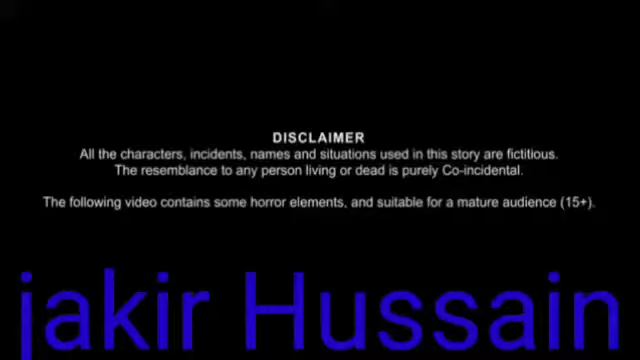 DISCLAIMER
All the characters, incidents, names and situations used in this story are fictitious.
The resemblance to any person living or dead is purely Co-incidental.
The following video contains some horror elements, and suitable for a mature audience (15+).
jakir Hussain